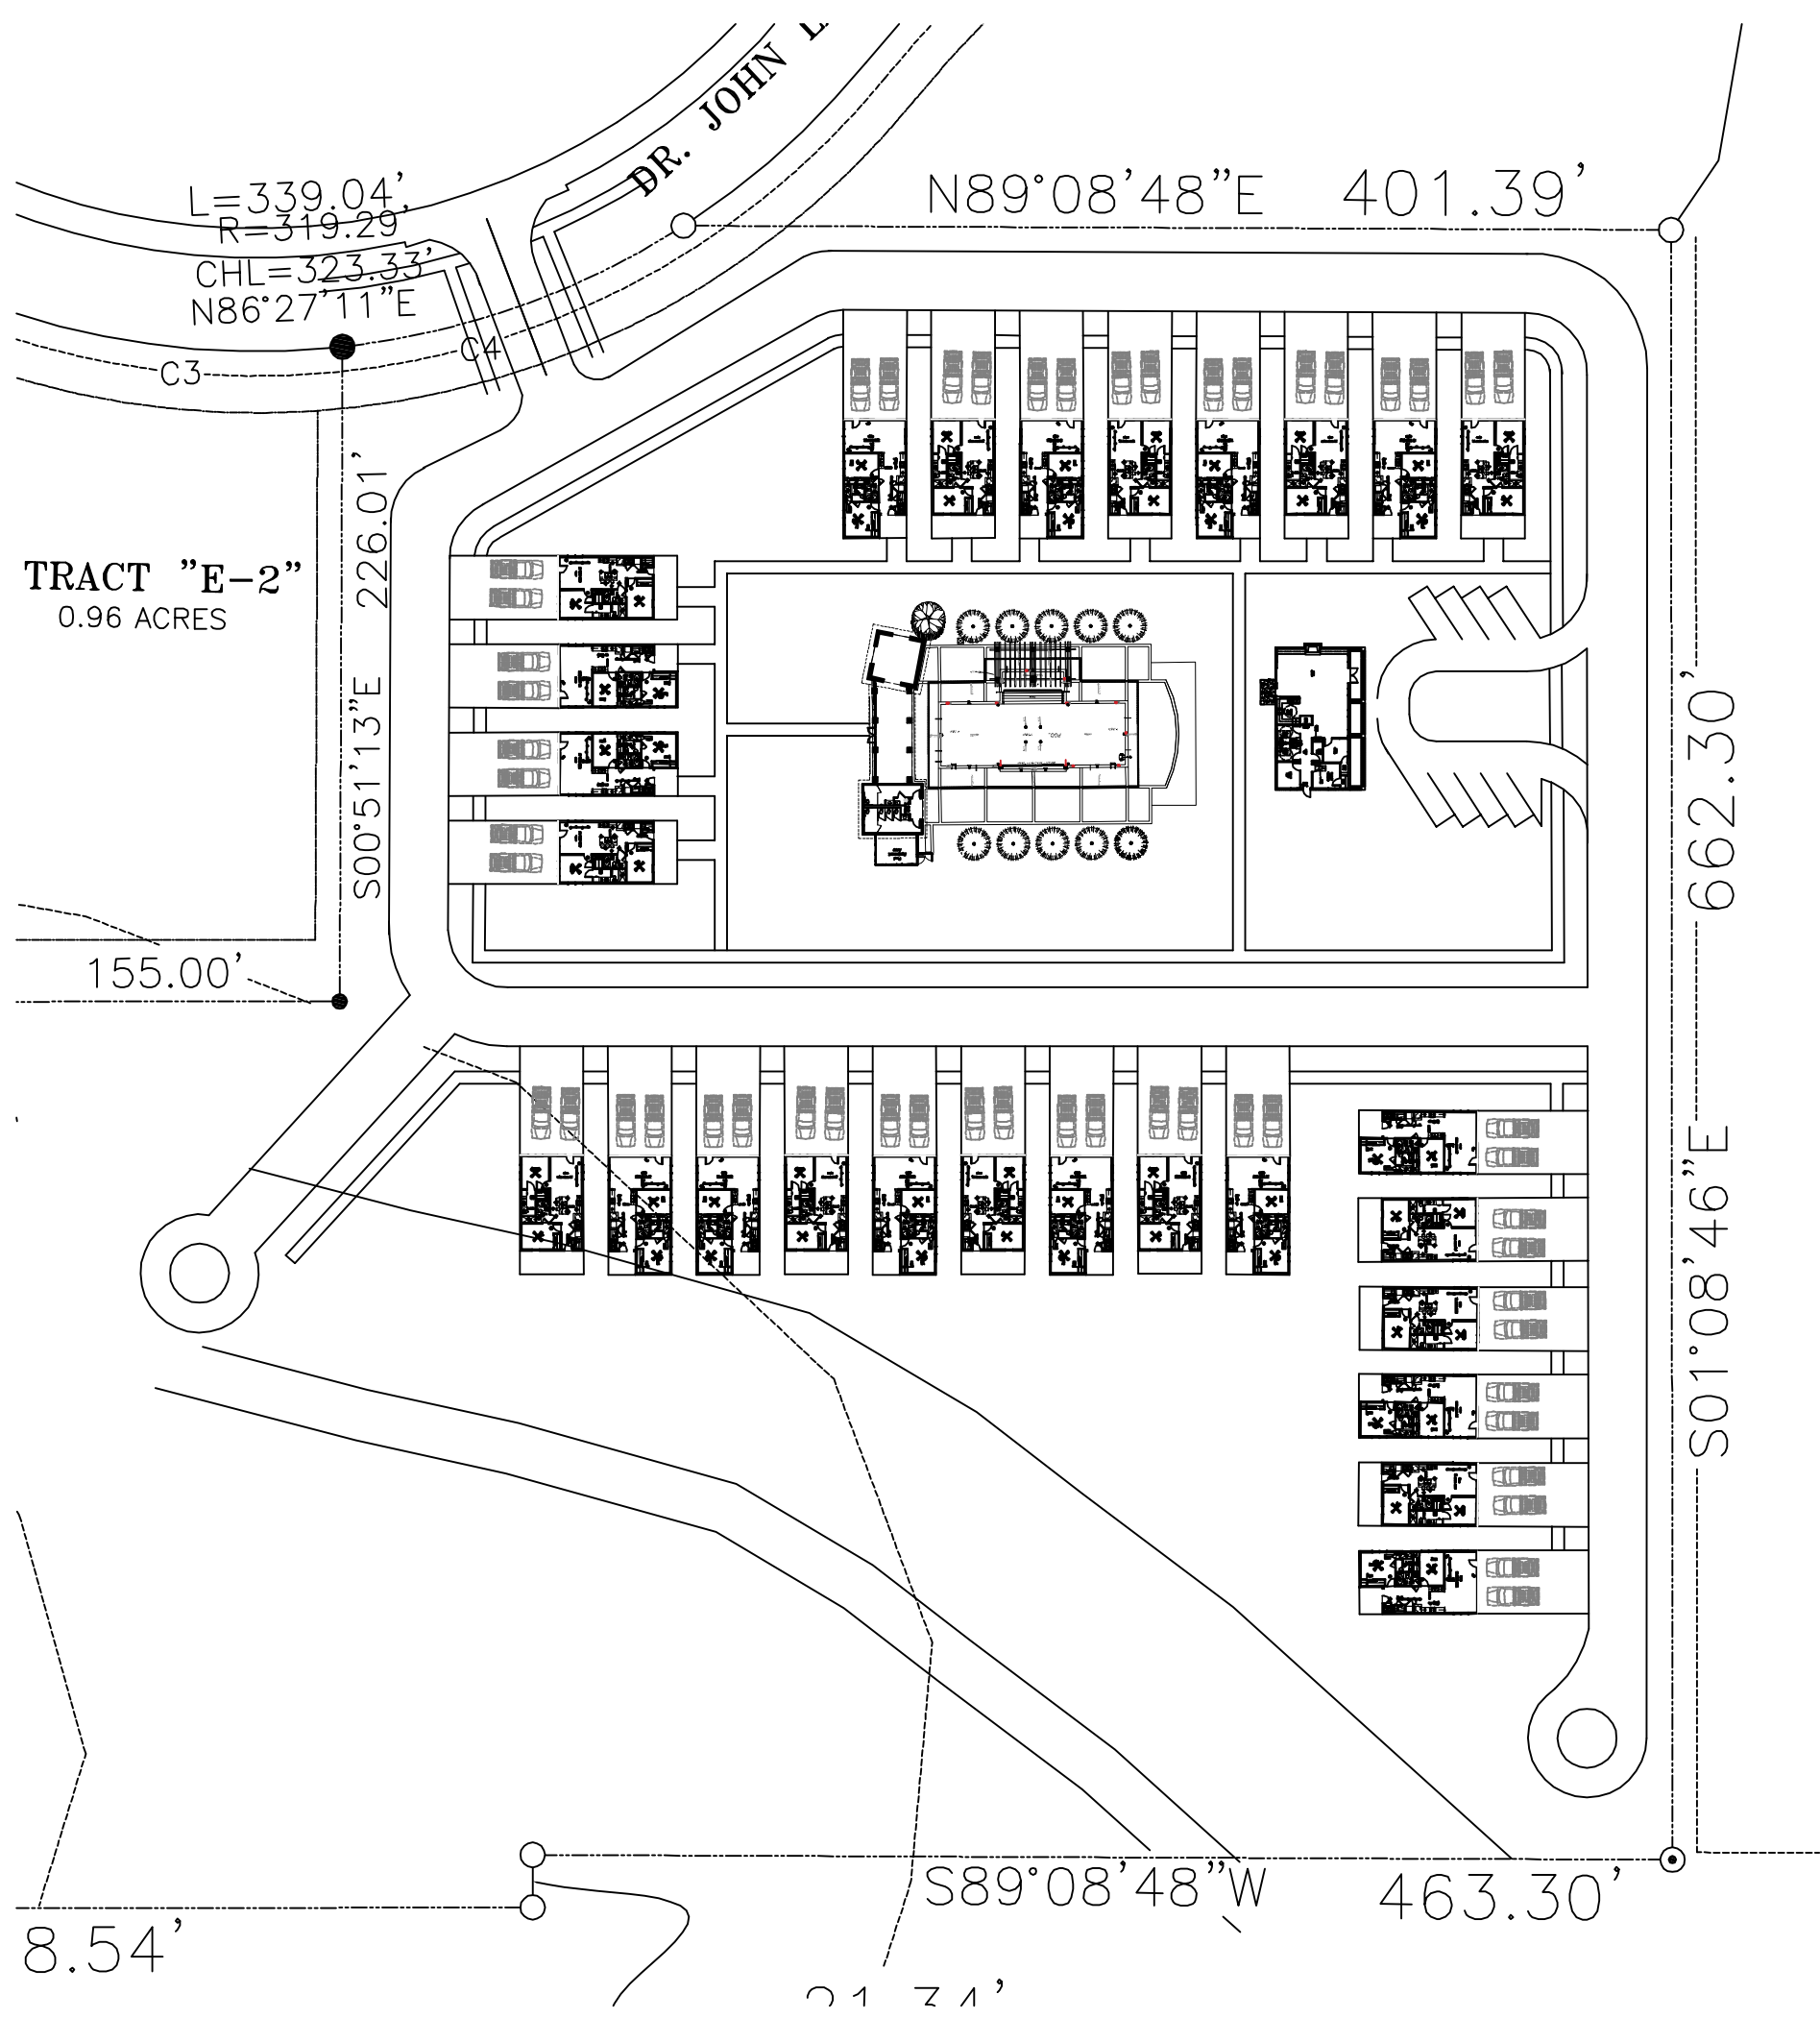 DR. JOHN
L=339.04'
R=319.29'
CHL=323.33'
N86°27'11"E
N89°08'48"E 401.39'
C3
C4
S00°51'13"E 226.01'
TRACT "E-2"
0.96 ACRES
155.00'
S01°08'46"E 662.30'
S89°08'48"W 463.30'
8.54'